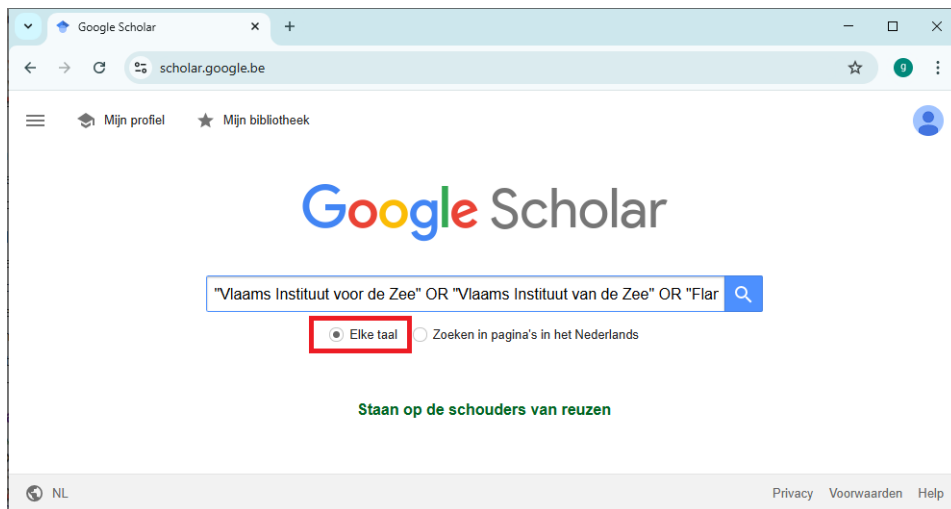 Google Scholar
scholar.google.be
g
Mijn profiel
Mijn bibliotheek
Google Scholar
"Vlaams Instituut voor de Zee" OR "Vlaams Instituut van de Zee" OR "Flar
Elke taal Zoeken in pagina's in het Nederlands
Staan op de schouders van reuzen
NL
Privacy Voorwaarden Help